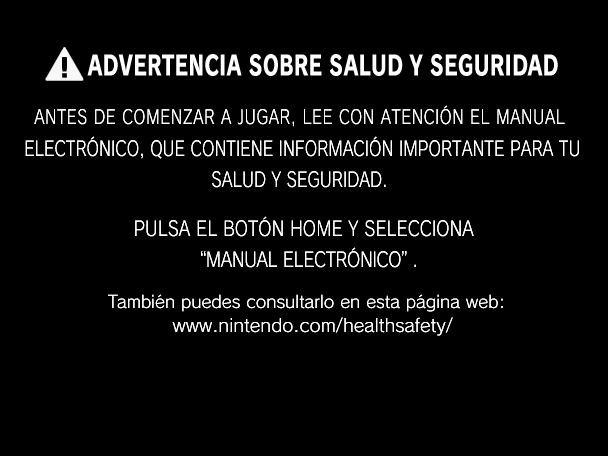 ADVERTENCIA SOBRE SALUD Y SEGURIDAD
ANTES DE COMENZAR A JUGAR, LEE CON ATENCIÓN EL MANUAL
ELECTRÓNICO, QUE CONTIENE INFORMACIÓN IMPORTANTE PARA TU
SALUD Y SEGURIDAD.
PULSA EL BOTÓN HOME Y SELECCIONA
“MANUAL ELECTRÓNICO” .
También puedes consultarlo en esta página web:
www.nintendo.com/healthsafety/